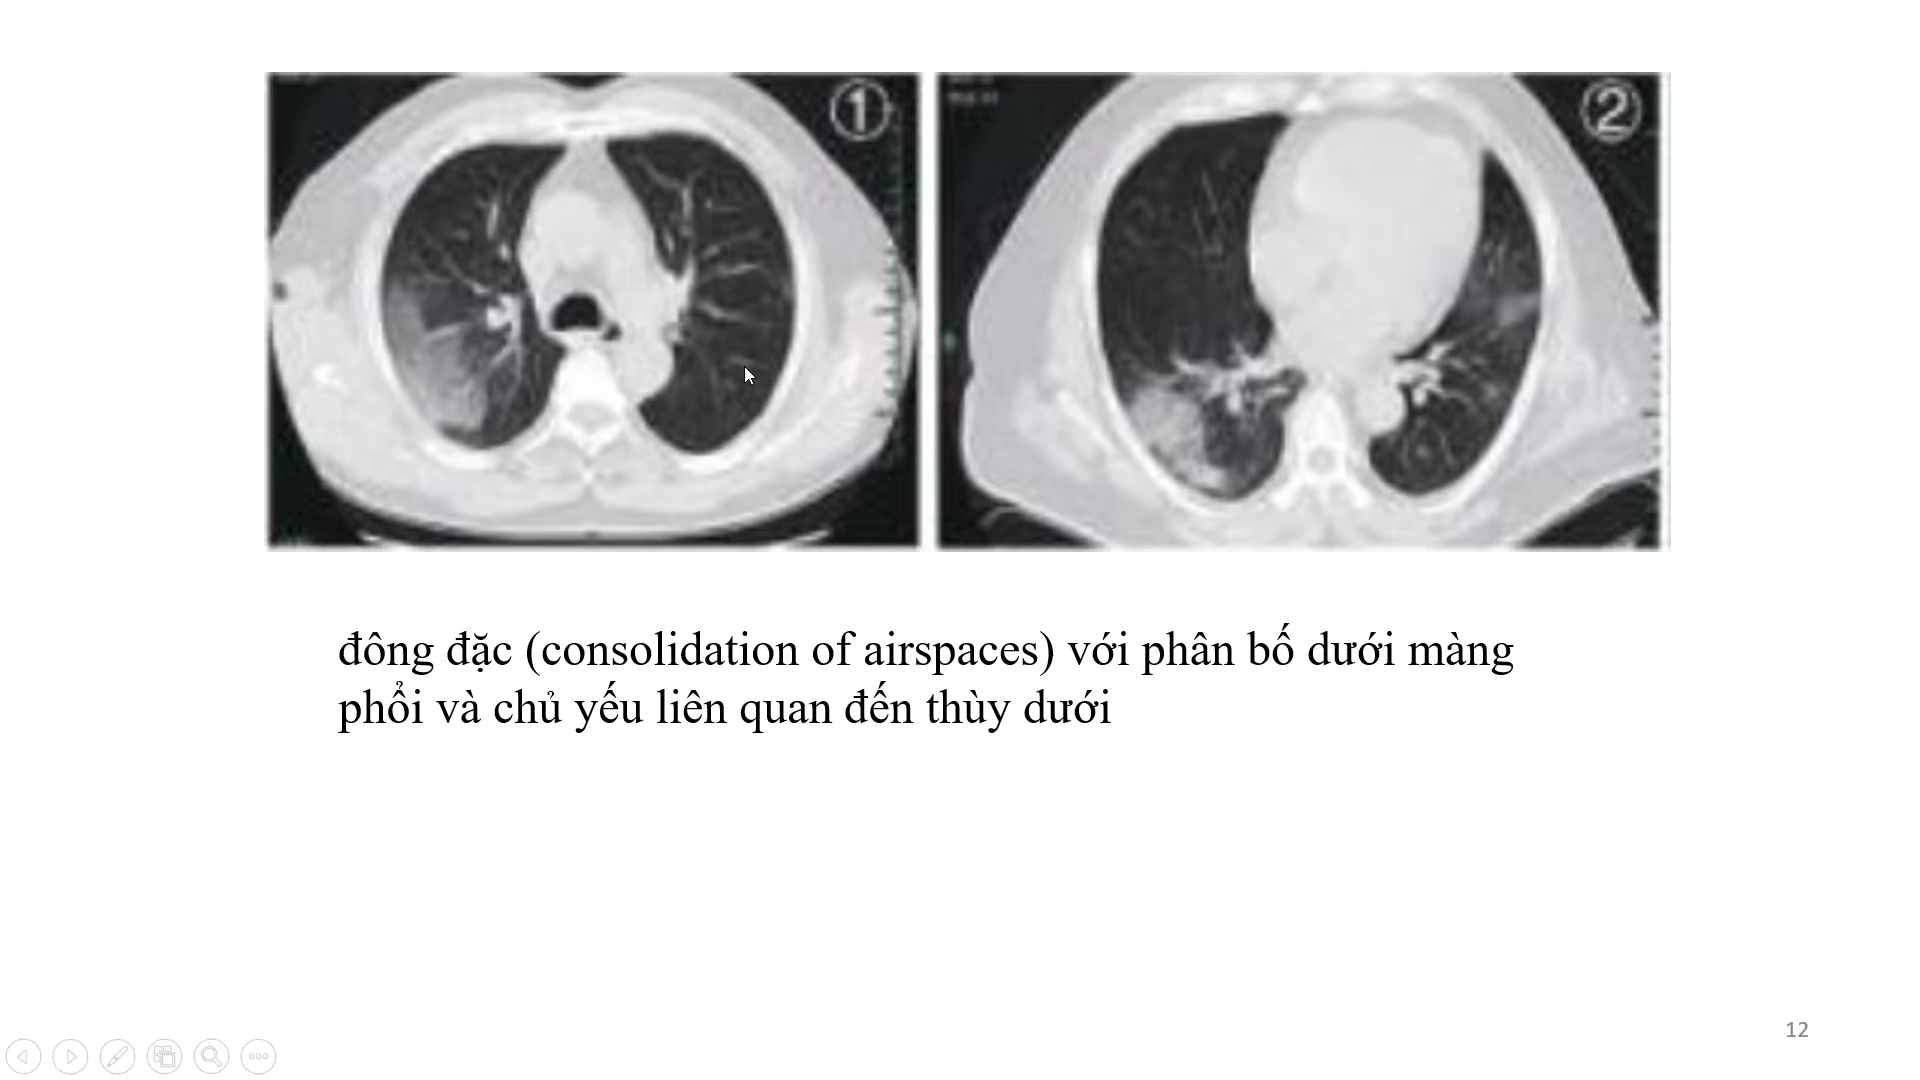 ①
②
đông đặc (consolidation of airspaces) với phân bố dưới màng
phổi và chủ yếu liên quan đến thùy dưới
12